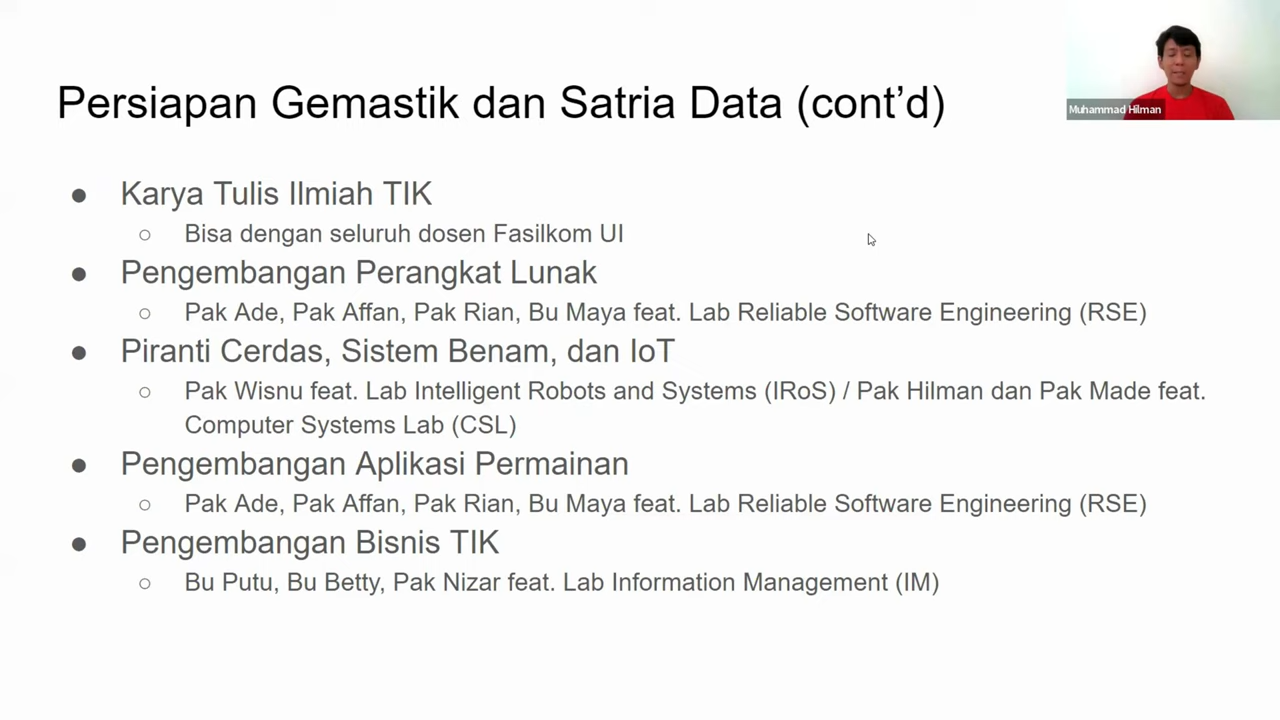 Persiapan Gemastik dan Satria Data (cont’d)
Muhammad Hilman
● Karya Tulis Ilmiah TIK
○ Bisa dengan seluruh dosen Fasilkom UI
● Pengembangan Perangkat Lunak
○ Pak Ade, Pak Affan, Pak Rian, Bu Maya feat. Lab Reliable Software Engineering (RSE)
● Piranti Cerdas, Sistem Benam, dan IoT
○ Pak Wisnu feat. Lab Intelligent Robots and Systems (IRoS) / Pak Hilman dan Pak Made feat.
Computer Systems Lab (CSL)
● Pengembangan Aplikasi Permainan
○ Pak Ade, Pak Affan, Pak Rian, Bu Maya feat. Lab Reliable Software Engineering (RSE)
● Pengembangan Bisnis TIK
○ Bu Putu, Bu Betty, Pak Nizar feat. Lab Information Management (IM)